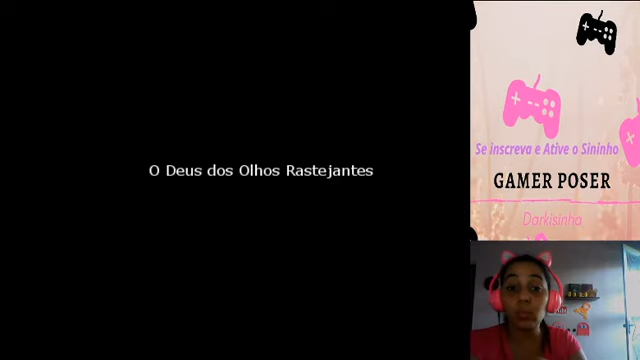 O Deus dos Olhos Rastejantes
Se inscreva e Ative o Sininho
GAMER POSER
Darkisinha